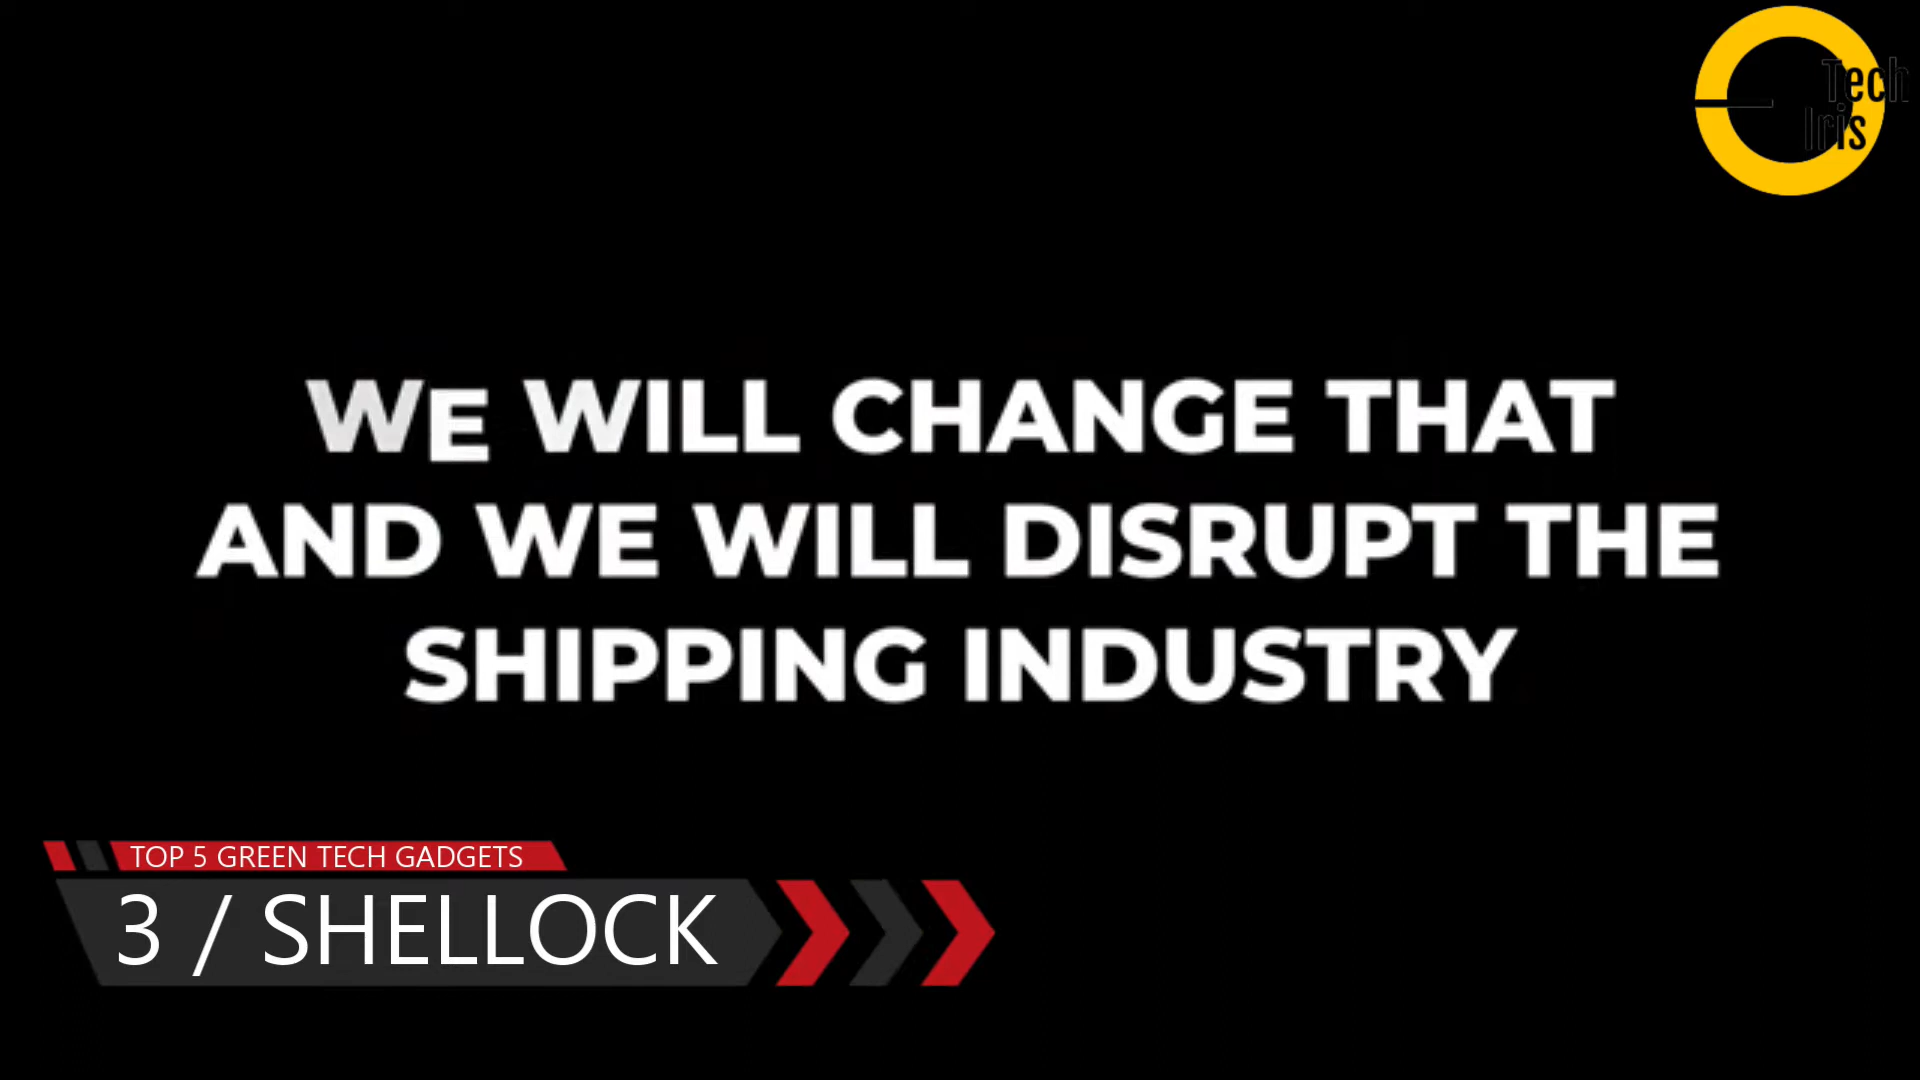 Tech
Iris
WE WILL CHANGE THAT
AND WE WILL DISRUPT THE
SHIPPING INDUSTRY
TOP 5 GREEN TECH GADGETS
3 / SHELLOCK